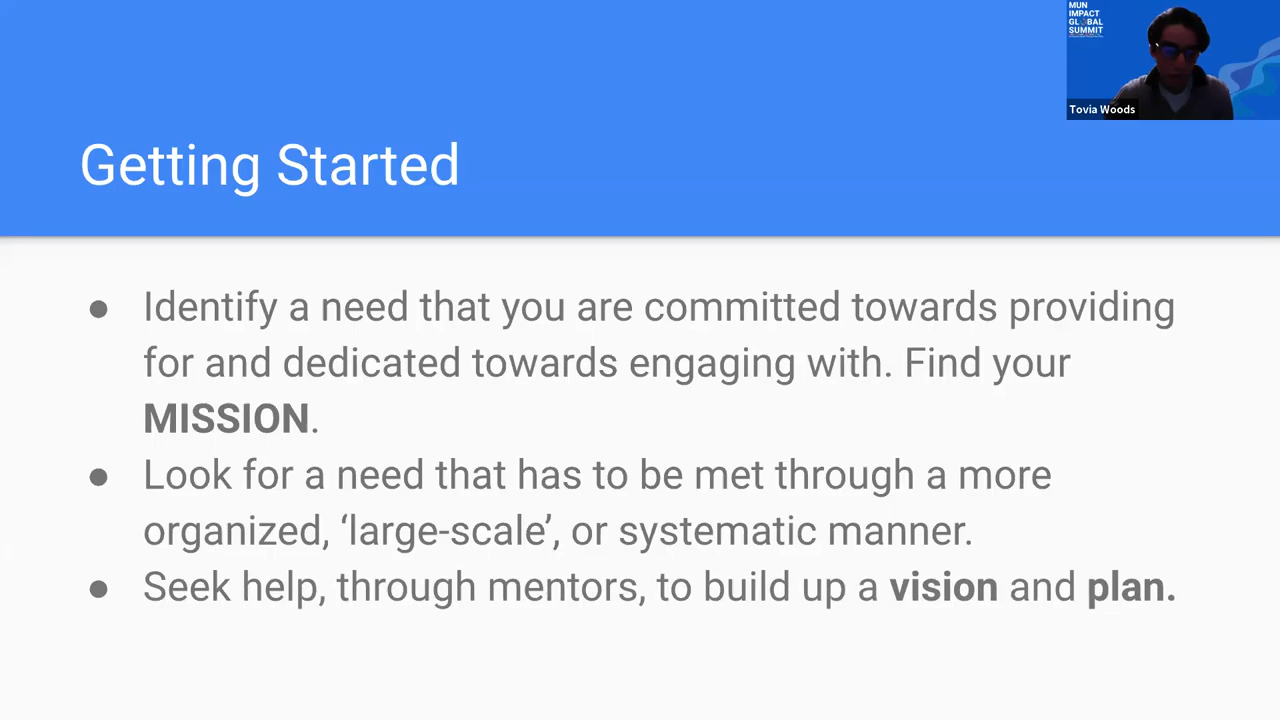 MUN
IMPACT
GLOBAL
SUMMIT
Tovia Woods
Getting Started
● Identify a need that you are committed towards providing
for and dedicated towards engaging with. Find your
MISSION.
● Look for a need that has to be met through a more
organized, ‘large-scale’, or systematic manner.
● Seek help, through mentors, to build up a vision and plan.